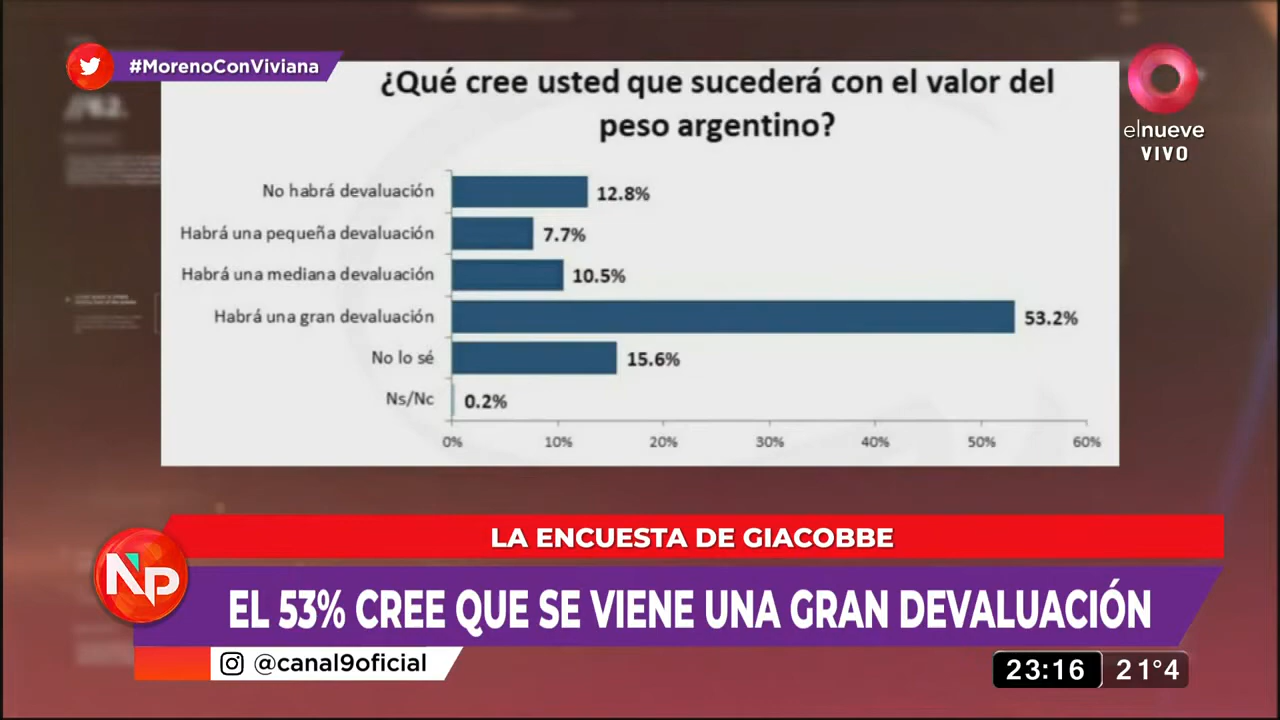 #MorenoConViviana
¿Qué cree usted que sucederá con el valor del
peso argentino?
elnueve
VIVO
No habrá devaluación
12.8%
Habrá una pequeña devaluación
7.7%
Habrá una mediana devaluación
10.5%
Habrá una gran devaluación
53.2%
No lo sé
15.6%
Ns/Nc
0.2%
0% 10% 20% 30% 40% 50% 60%
LA ENCUESTA DE GIACOBBE
NP
EL 53% CREE QUE SE VIENE UNA GRAN DEVALUACIÓN
@canal9oficial
23:16 21°4